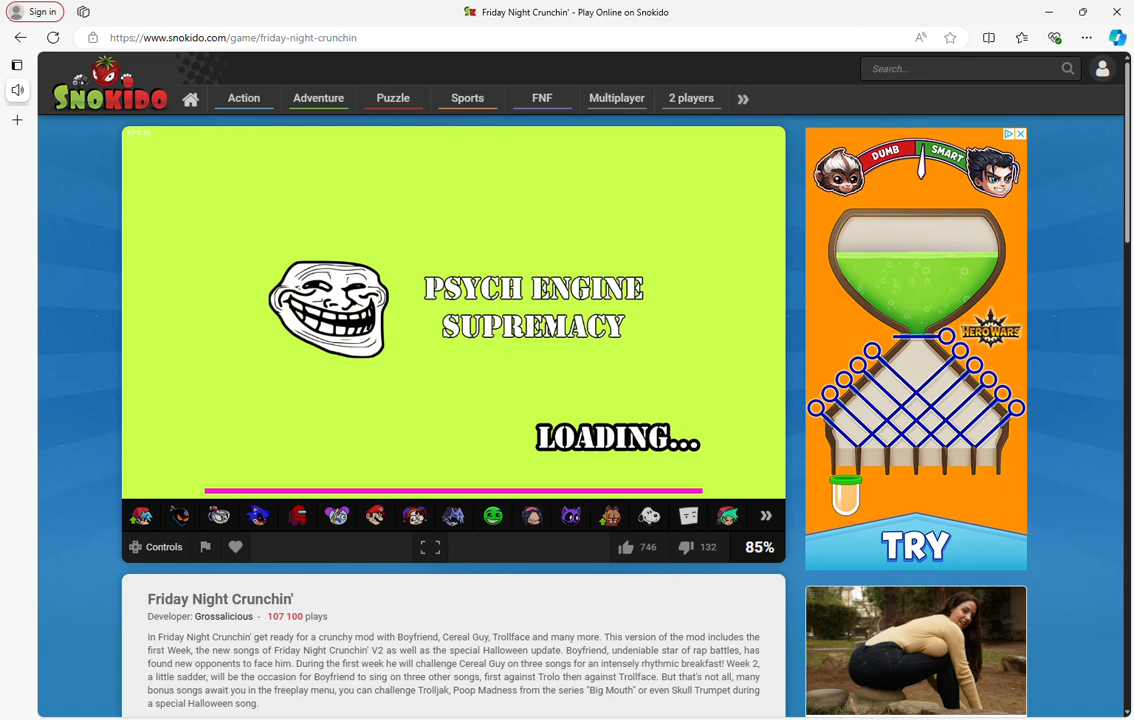 Sign in
Friday Night Crunchin' - Play Online on Snokido
https://www.snokido.com/game/friday-night-crunchin
SNOKIDO
Search...
Action Adventure Puzzle Sports FNF Multiplayer 2 players
DUMB SMART
PSYCH ENGINE
SUPREMACY
HEROWARS
LOADING...
Controls 746 132 85%
TRY
Friday Night Crunchin'
Developer: Grossalicious - 107 100 plays
In Friday Night Crunchin' get ready for a crunchy mod with Boyfriend, Cereal Guy, Trollface and many more. This version of the mod includes the
first Week, the new songs of Friday Night Crunchin' V2 as well as the special Halloween update. Boyfriend, undeniable star of rap battles, has
found new opponents to face him. During the first week he will challenge Cereal Guy on three songs for an intensely rhythmic breakfast! Week 2,
a little sadder, will be the occasion for Boyfriend to sing on three other songs, first against Trolo then against Trollface. But that's not all, many
bonus songs await you in the freeplay menu, you can challenge Trolljak, Poop Madness from the series "Big Mouth" or even Skull Trumpet during
a special Halloween song.